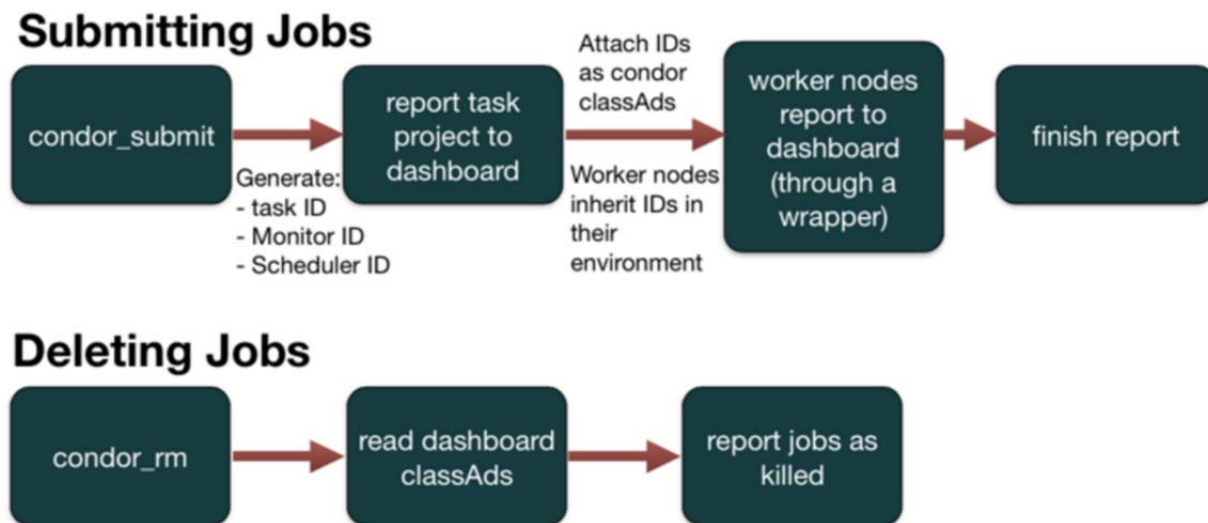 Submitting Jobs
condor_submit
Generate:
- task ID
- Monitor ID
- Scheduler ID
report task
project to
dashboard
Attach IDs
as condor
classAds
Worker nodes
inherit IDs in
their
environment
worker nodes
report to
dashboard
(through a
wrapper)
finish report
Deleting Jobs
condor_rm
read dashboard
classAds
report jobs as
killed